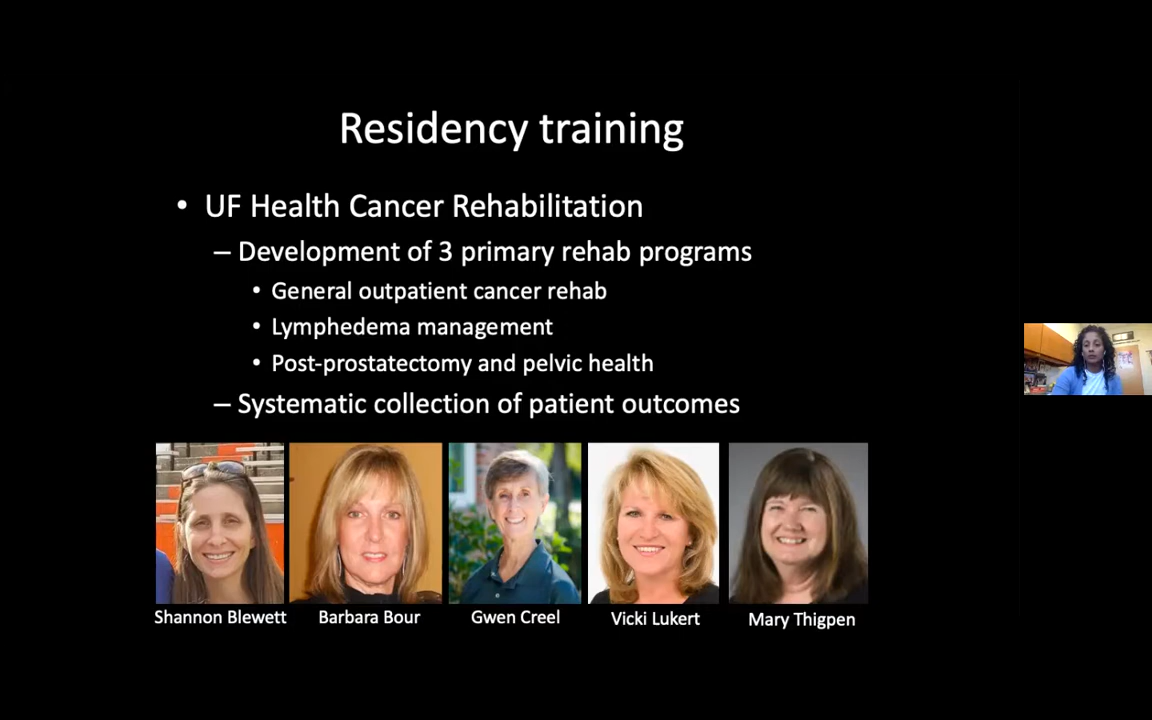 Residency training
• UF Health Cancer Rehabilitation
– Development of 3 primary rehab programs
• General outpatient cancer rehab
• Lymphedema management
• Post-prostatectomy and pelvic health
– Systematic collection of patient outcomes
Shannon Blewett
Barbara Bour
Gwen Creel
Vicki Lukert
Mary Thigpen